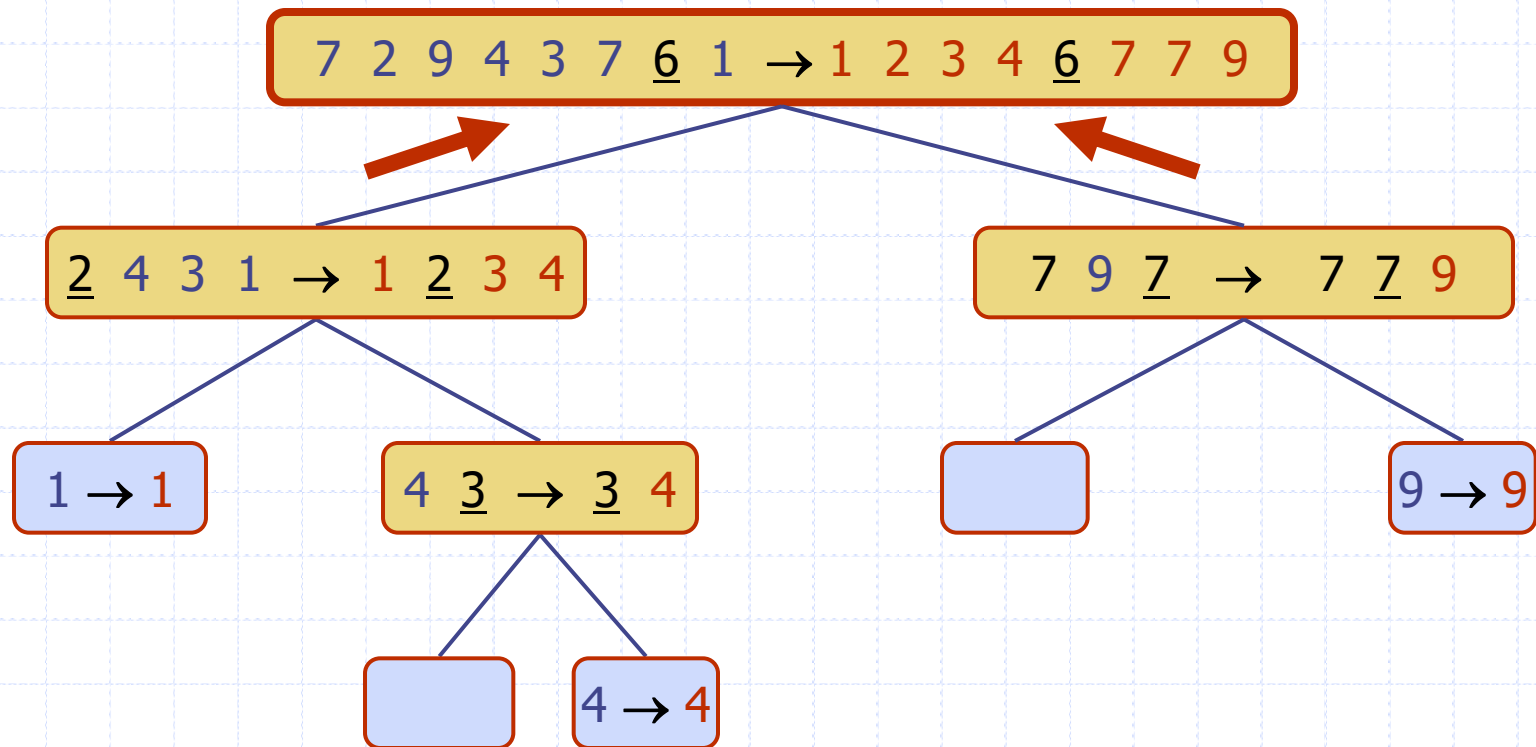 7 2 9 4 3 7 6 1 → 1 2 3 4 6 7 7 9
2 4 3 1 → 1 2 3 4
7 9 7 → 7 7 9
1 → 1
4 3 → 3 4
9 → 9
4 → 4